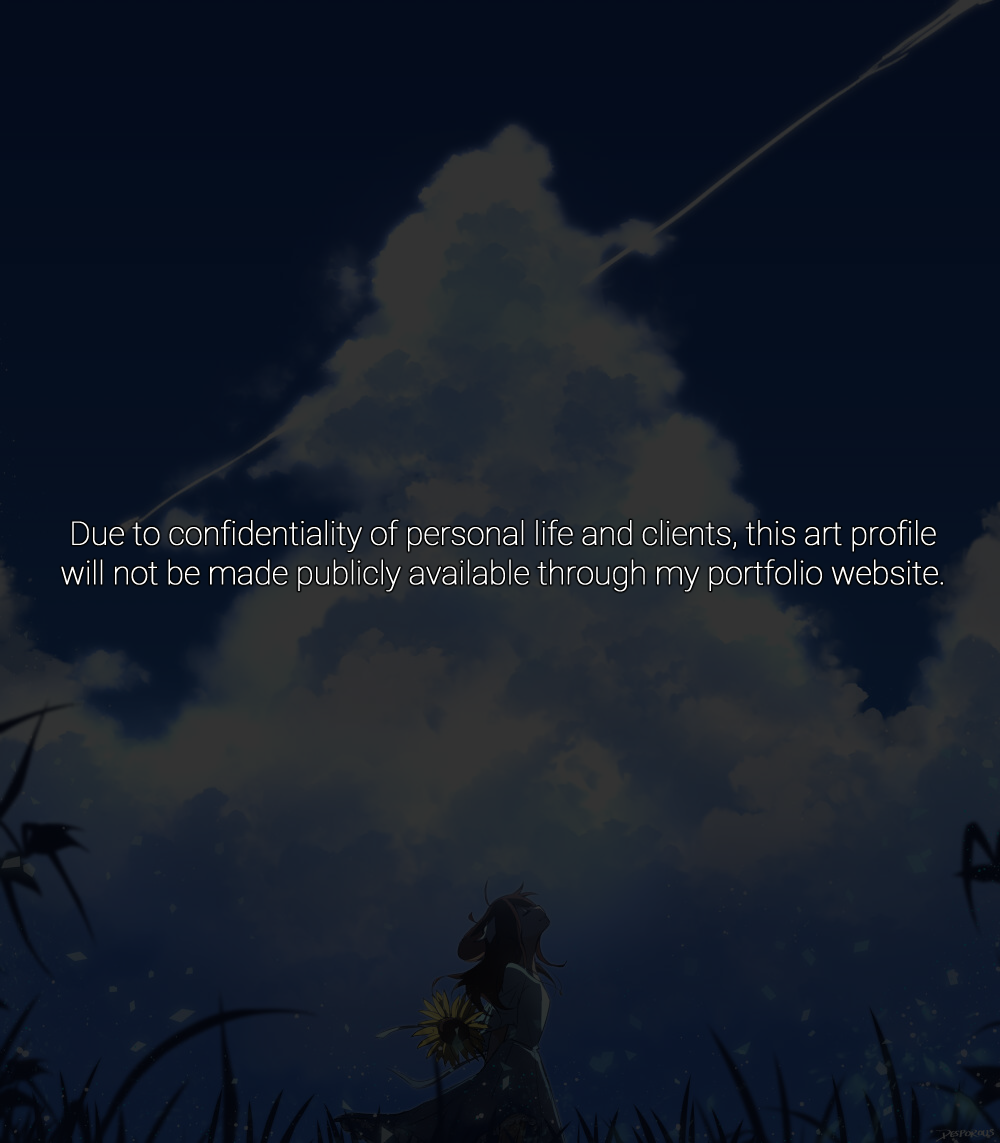 Due to confidentiality of personal life and clients, this art profile
will not be made publicly available through my portfolio website.